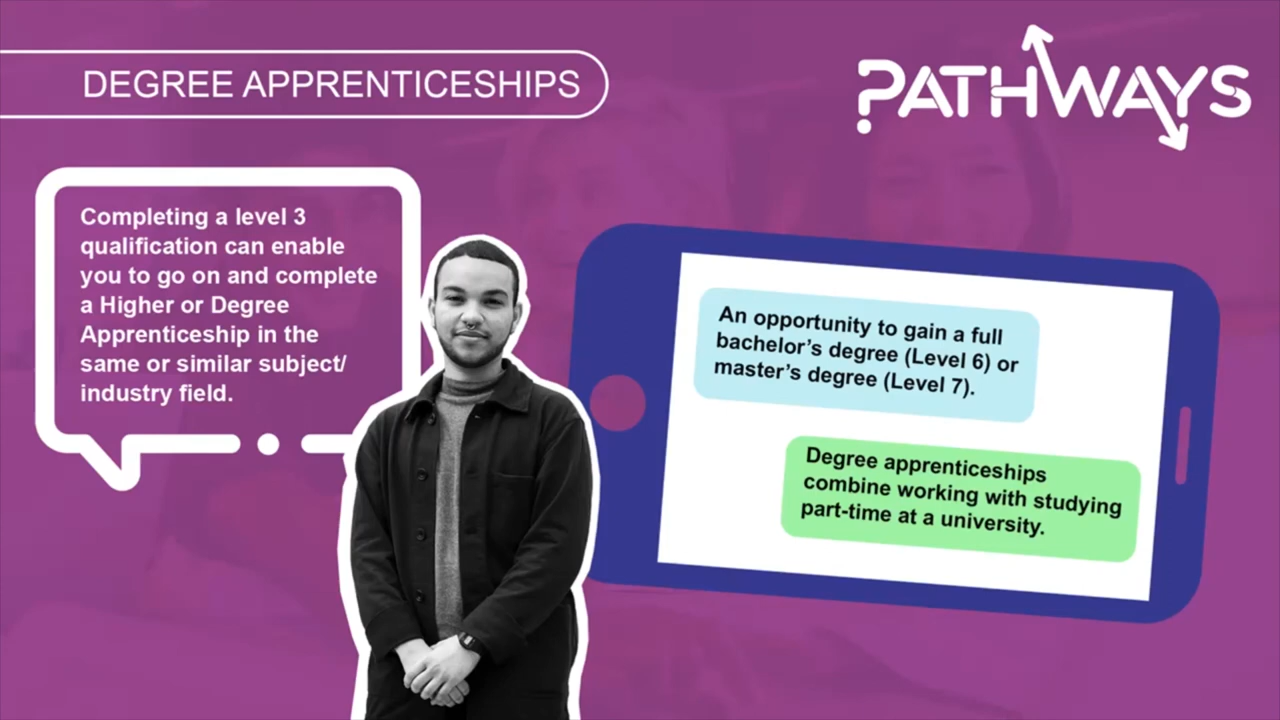 DEGREE APPRENTICESHIPS
PATHWAYS
Completing a level 3
qualification can enable
you to go on and complete
a Higher or Degree
Apprenticeship in the
same or similar subject/
industry field.
An opportunity to gain a full
bachelor's degree (Level 6) or
master's degree (Level 7).
Degree apprenticeships
combine working with studying
part-time at a university.